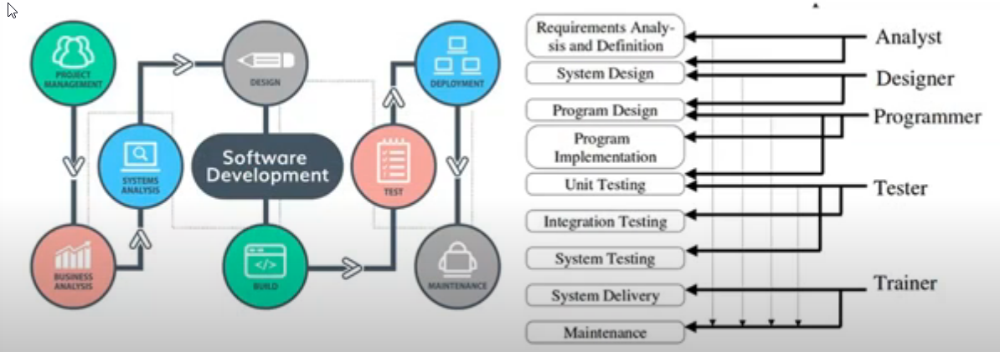 PROJECT
MANAGEMENT
BUSINESS
ANALYSIS
SYSTEMS
ANALYSIS
DESIGN
Software
Development
BUILD
TEST
DEPLOYMENT
MAINTENANCE
Requirements Analy-
sis and Definition
System Design
Program Design
Program
Implementation
Unit Testing
Integration Testing
System Testing
System Delivery
Maintenance
Analyst
Designer
Programmer
Tester
Trainer